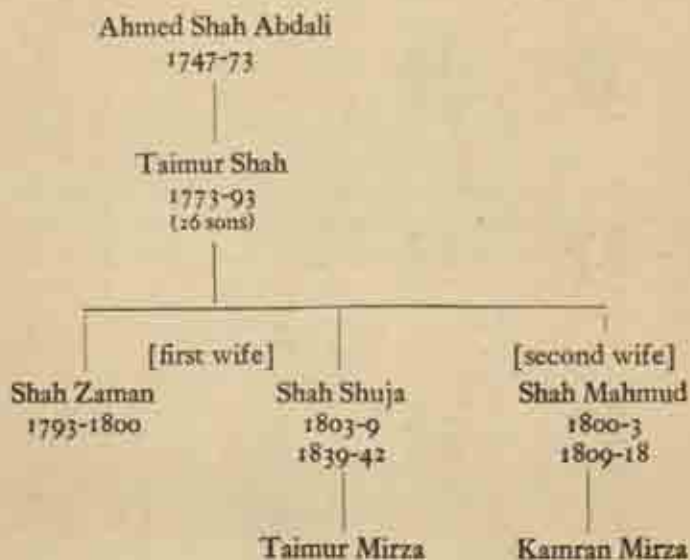 Ahmed Shah Abdali
1747-73
Taimur Shah
1773-93
(26 sons)
[first wife]
[second wife]
Shah Zaman
Shah Shuja
Shah Mahmud
1793-1800
1803-9
1800-3
1839-42
1809-18
Taimur Mirza
Kamran Mirza